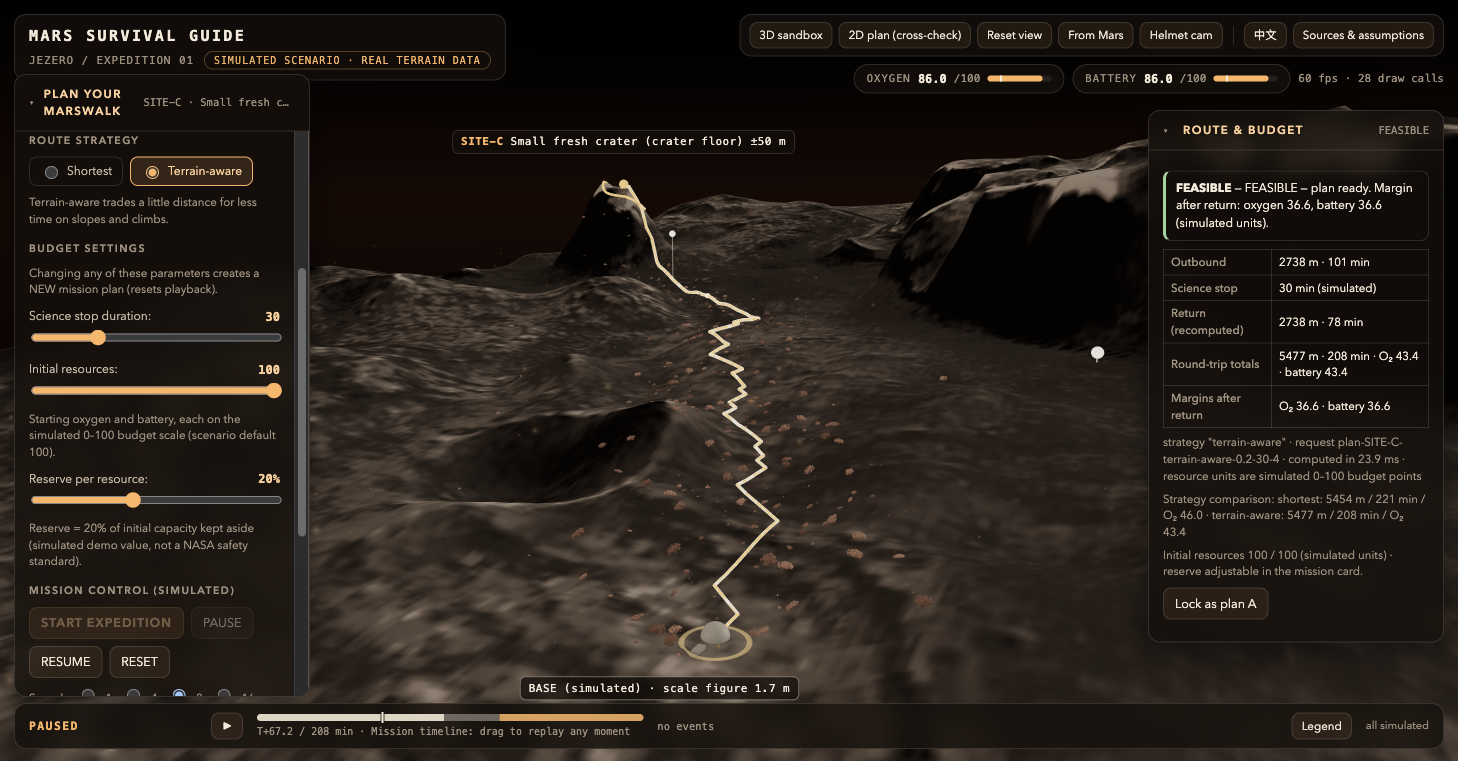 MARS SURVIVAL GUIDE
JEZERO / EXPEDITION 01
SIMULATED SCENARIO · REAL TERRAIN DATA
3D sandbox
2D plan (cross-check)
Reset view
From Mars
Helmet cam
中文
Sources & assumptions
OXYGEN 86.0 /100
BATTERY 86.0 /100
60 fps · 28 draw calls
PLAN YOUR
MARSWALK
SITE-C · Small fresh c…
ROUTE STRATEGY
Shortest
Terrain-aware
Terrain-aware trades a little distance for less
time on slopes and climbs.
BUDGET SETTINGS
Changing any of these parameters creates a
NEW mission plan (resets playback).
Science stop duration: 30
Initial resources: 100
Starting oxygen and battery, each on the
simulated 0–100 budget scale (scenario default
100).
Reserve per resource: 20%
Reserve = 20% of initial capacity kept aside
(simulated demo value, not a NASA safety
standard).
MISSION CONTROL (SIMULATED)
START EXPEDITION
PAUSE
RESUME
RESET
SITE-C Small fresh crater (crater floor) ±50 m
BASE (simulated) · scale figure 1.7 m
ROUTE & BUDGET
FEASIBLE
FEASIBLE — FEASIBLE — plan ready. Margin
after return: oxygen 36.6, battery 36.6
(simulated units).
Outbound 2738 m · 101 min
Science stop 30 min (simulated)
Return
(recomputed)
2738 m · 78 min
Round-trip totals
5477 m · 208 min · O₂ 43.4
· battery 43.4
Margins after
return
O₂ 36.6 · battery 36.6
strategy "terrain-aware" · request plan-SITE-C-
terrain-aware-0.2-30-4 · computed in 23.9 ms ·
resource units are simulated 0–100 budget points
Strategy comparison: shortest: 5454 m / 221 min /
O₂ 46.0 · terrain-aware: 5477 m / 208 min / O₂
43.4
Initial resources 100 / 100 (simulated units) ·
reserve adjustable in the mission card.
Lock as plan A
PAUSED
T+67.2 / 208 min · Mission timeline: drag to replay any moment
no events
Legend
all simulated